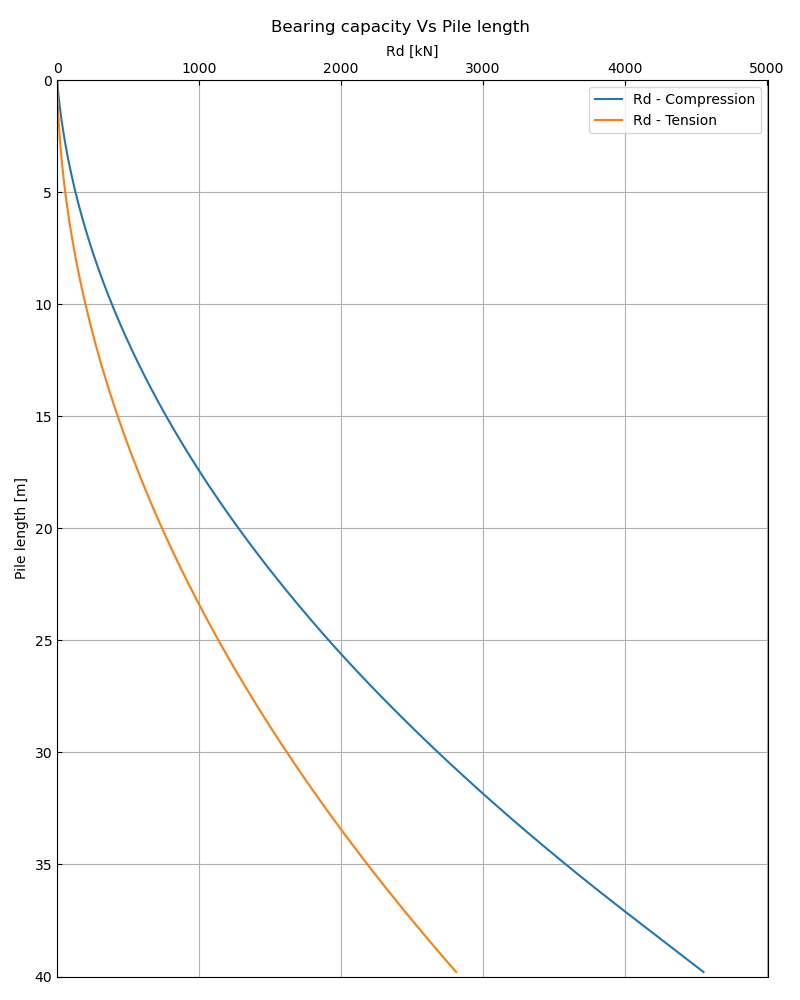 Bearing capacity Vs Pile length
Rd [kN]
0 1000 2000 3000 4000 5000
Rd - Compression
Rd - Tension
Pile length [m]
0
5
10
15
20
25
30
35
40